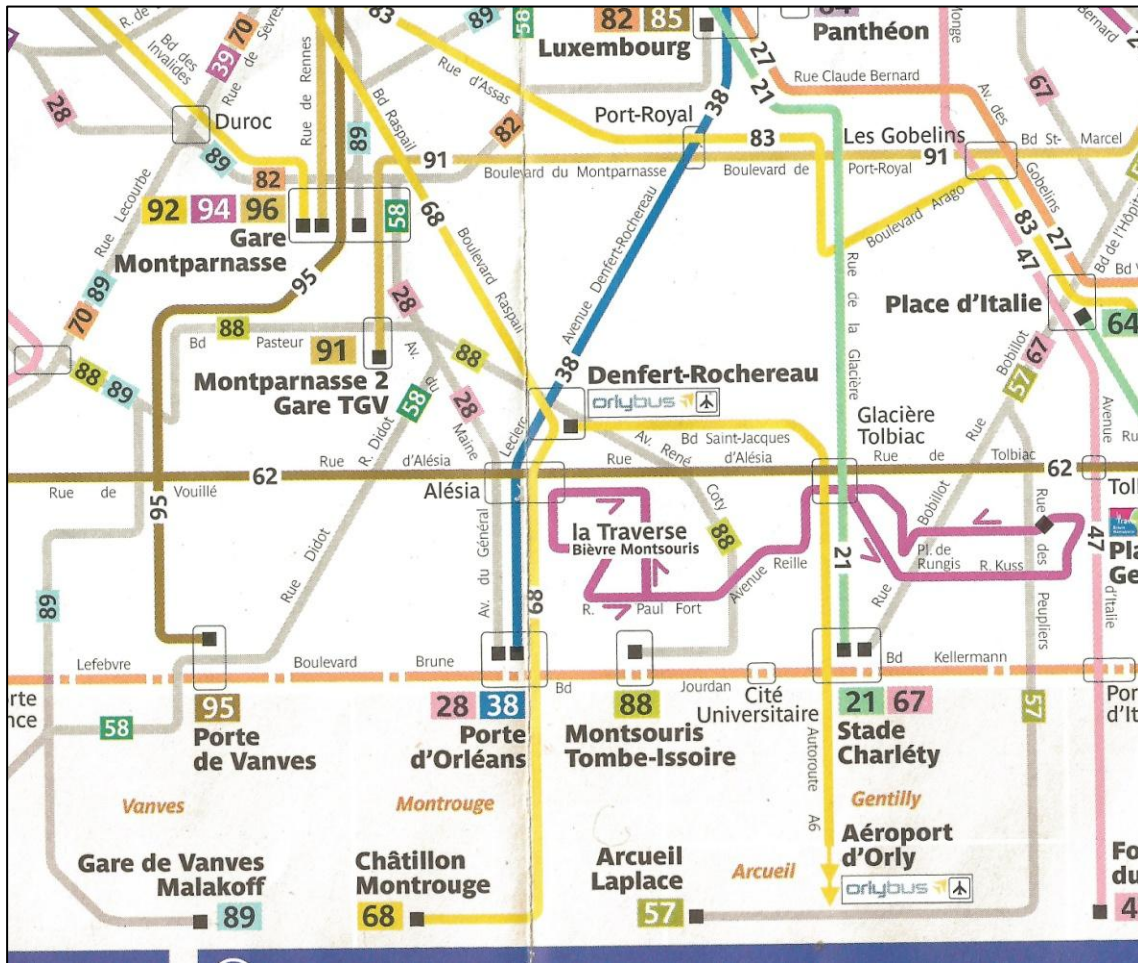 R. de
Bd des
Invalides
39
70
Rue de Sèvres
28
Duroc
89
Rue de Rennes
83
Rue d'Assas
89
58
82
85
Luxembourg
Panthéon
27
21
38
Monge
Bernard
Rue Claude Bernard
Av. des
Gobelins
67
Port-Royal
83
Les Gobelins
Bd St- Marcel
Bd Raspail
89
82
91
82
Boulevard du Montparnasse
Boulevard de
Port-Royal
91
92
94
96
Gare
Montparnasse
58
Rue Lecourbe
68
Boulevard Raspail
Avenue Denfert-Rochereau
Boulevard Arago
83
27
47
Bd de l'Hôpital
Place d'Italie
64
95
70
89
88
Bd
Pasteur
91
28
88
38
Montparnasse 2
Gare TGV
Av. du
Maine
58
R. Didot
28
Denfert-Rochereau
orlybus
Rue de la Glacière
57
67
Bobillot
Rue
88
89
Leclerc
Av. René
Coty
Bd Saint-Jacques
Glacière
Tolbiac
Avenue
d'Italie
Rue
d'Alésia
Rue
d'Alésia
Rue
de
Tolbiac
62
62
Rue
de
Vouillé
95
Alésia
Av. du Général
la Traverse
Bièvre Montsouris
88
Reille
Avenue
21
Bobillot
Rue
Pl. de
Rungis
R. Kuss
Rue des Peupliers
47
R.
Paul
Fort
Rue Didot
89
68
Lefebvre
Boulevard
Brune
Bd
Jourdan
Cité
Universitaire
Bd
Kellermann
58
95
Porte
de Vanves
28
38
Porte
d'Orléans
88
Montsouris
Tombe-Issoire
21
67
Stade
Charléty
57
Autoroute A6
Vanves
Montrouge
Gentilly
Arcueil
Gare de Vanves
Malakoff
89
Châtillon
Montrouge
68
Arcueil
Laplace
57
Aéroport
d'Orly
orlybus